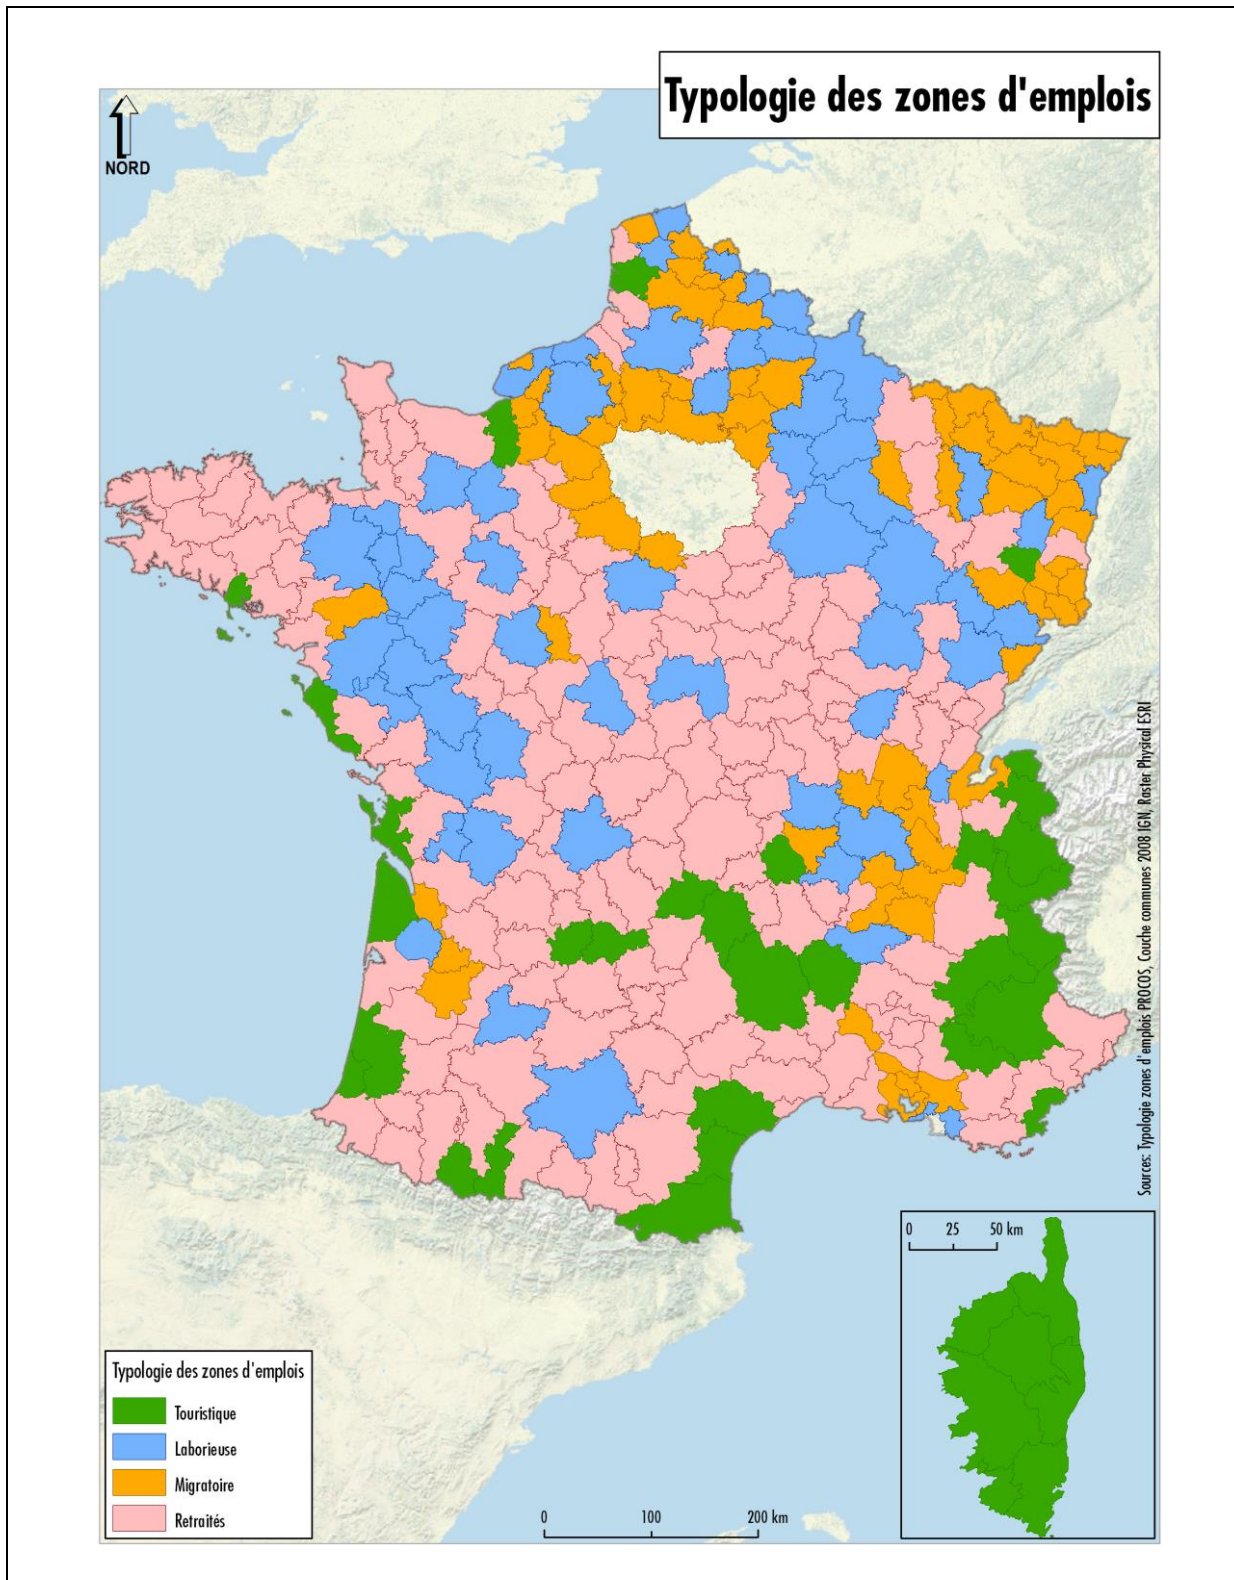 Typologie des zones d'emplois
NORD
Sources: Typologie zones d'emplois PROCOS, Couche communes 2008 IGN, Raster Physical ESRI
0 25 50 km
Typologie des zones d'emplois
Touristique
Laborieuse
Migratoire
Retraités
0 100 200 km